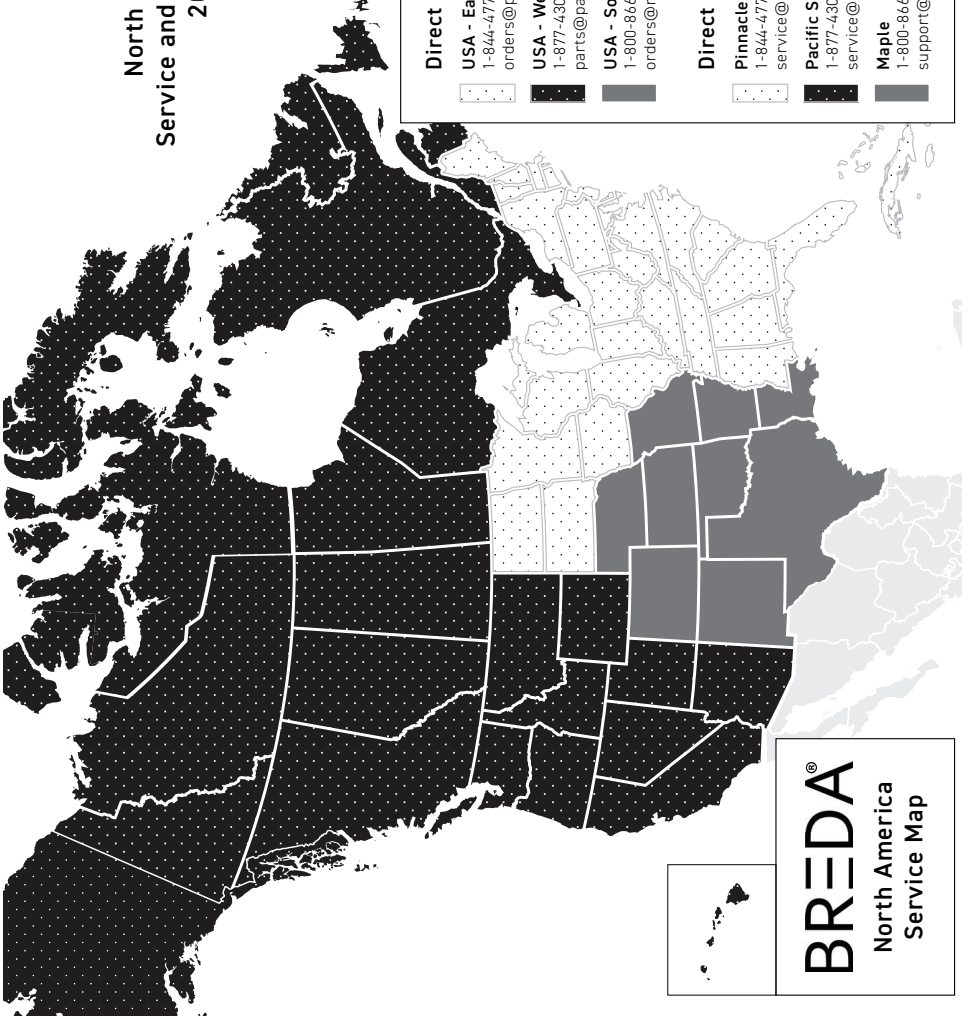 North
Service and
Direct
USA - Ea
1-844-477
orders@p
USA - We
1-877-430
parts@pa
USA - So
1-800-866
orders@
Direct
Pinnacle
1-844-477
service@
Pacific S
1-877-430
service@
Maple
1-800-866
support@
BREDA®
North America
Service Map